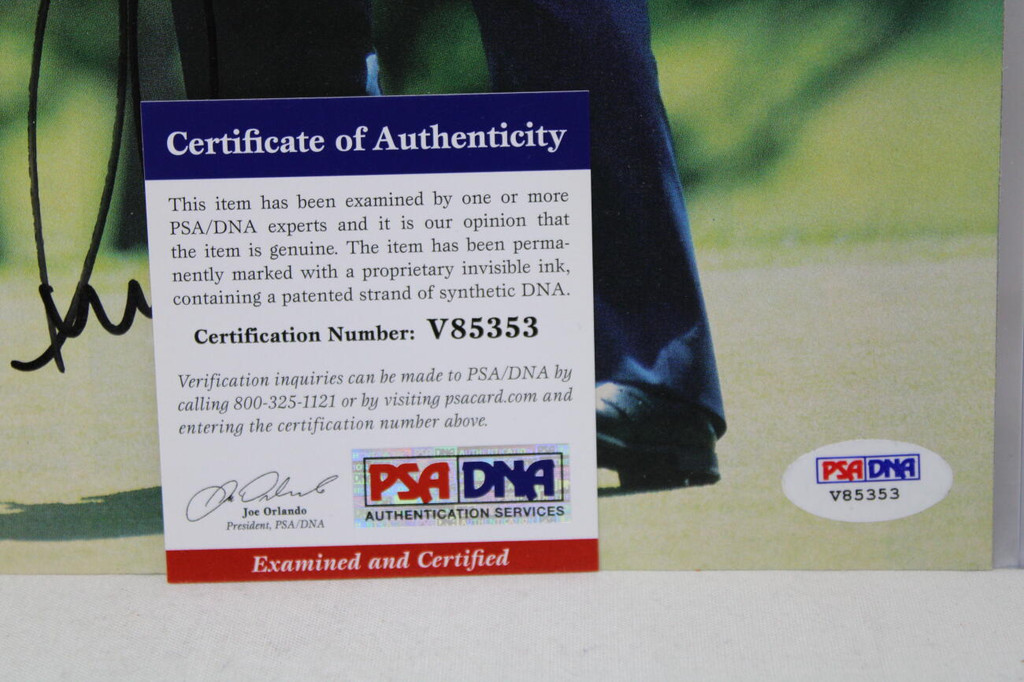 Certificate of Authenticity
This item has been examined by one or more
PSA/DNA experts and it is our opinion that
the item is genuine. The item has been perma-
nently marked with a proprietary invisible ink,
containing a patented strand of synthetic DNA.
Certification Number: V85353
Verification inquiries can be made to PSA/DNA by
calling 800-325-1121 or by visiting psacard.com and
entering the certification number above.
Joe Orlando
President, PSA/DNA
PSA DNA
AUTHENTICATION SERVICES
Examined and Certified
PSA DNA
V85353